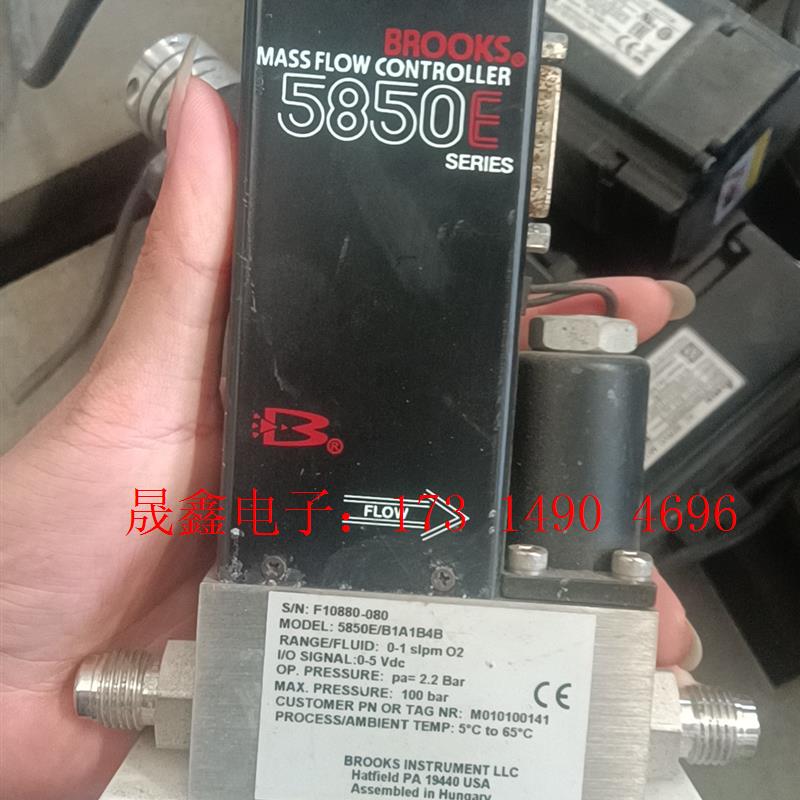 BROOKS®
MASS FLOW CONTROLLER
5850E
SERIES
B®
FLOW
晟鑫电子：173 1490 4696
S/N: F10880-080
MODEL: 5850E/B1A1B4B
RANGE/FLUID: 0-1 slpm O2
I/O SIGNAL:0-5 Vdc
OP. PRESSURE: pa= 2.2 Bar
MAX. PRESSURE: 100 bar
CUSTOMER PN OR TAG NR: M010100141
PROCESS/AMBIENT TEMP: 5°C to 65°C
CE
BROOKS INSTRUMENT LLC
Hatfield PA 19440 USA
Assembled in Hungary